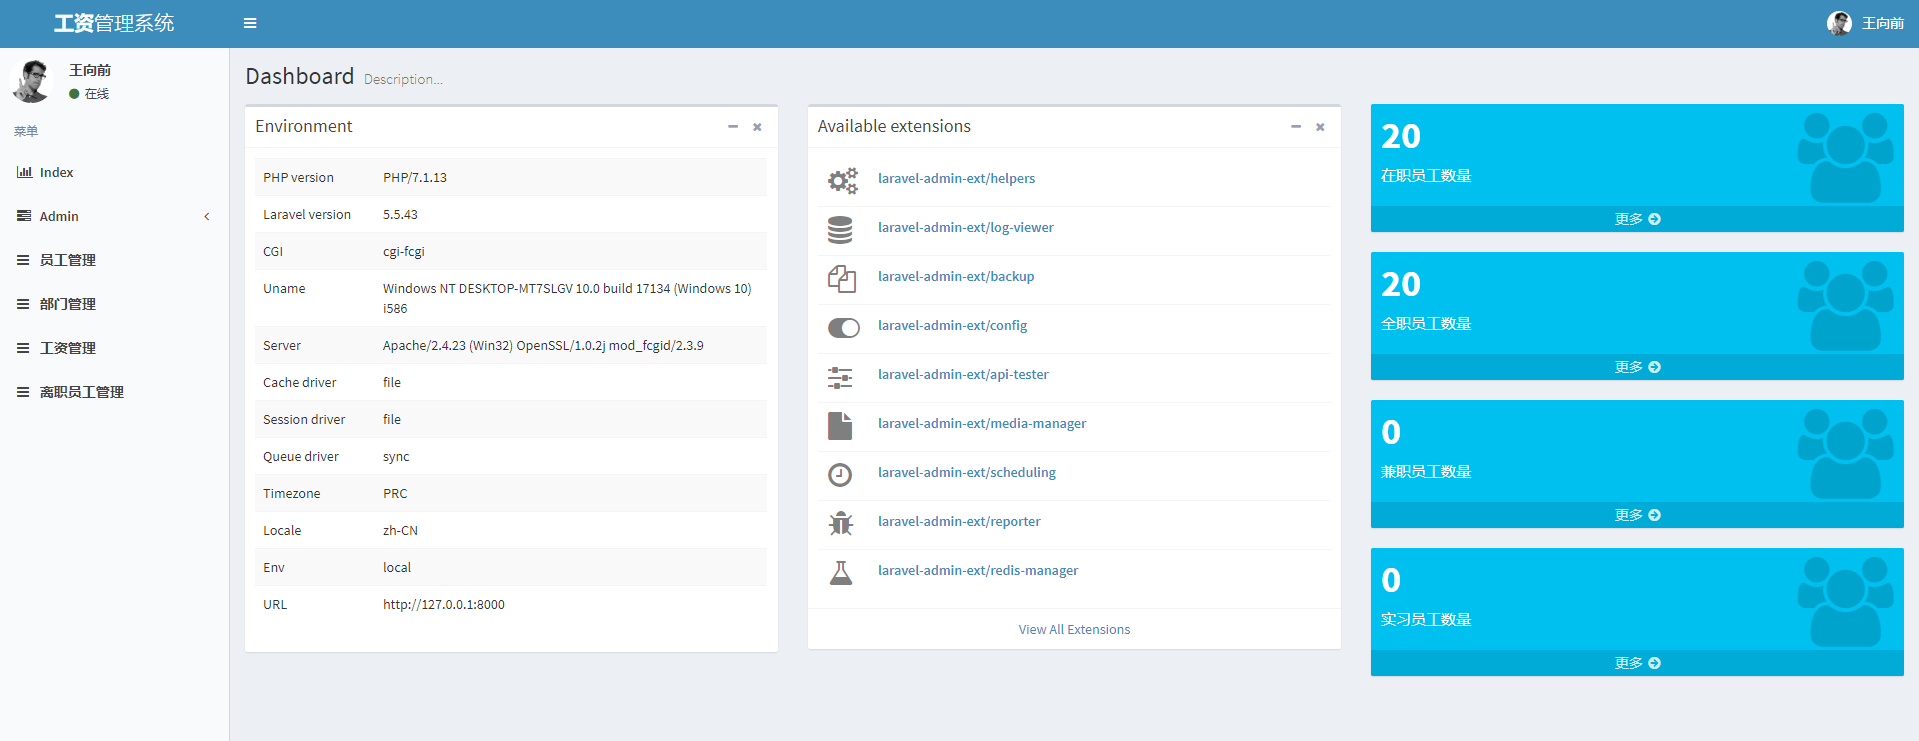 工资管理系统
王向前
王向前
在线
菜单
Index
Admin
员工管理
部门管理
工资管理
离职员工管理
Dashboard Description...
Environment
PHP version PHP/7.1.13
Laravel version 5.5.43
CGI cgi-fcgi
Uname Windows NT DESKTOP-MT7SLGV 10.0 build 17134 (Windows 10)
i586
Server Apache/2.4.23 (Win32) OpenSSL/1.0.2j mod_fcgid/2.3.9
Cache driver file
Session driver file
Queue driver sync
Timezone PRC
Locale zh-CN
Env local
URL http://127.0.0.1:8000
Available extensions
laravel-admin-ext/helpers
laravel-admin-ext/log-viewer
laravel-admin-ext/backup
laravel-admin-ext/config
laravel-admin-ext/api-tester
laravel-admin-ext/media-manager
laravel-admin-ext/scheduling
laravel-admin-ext/reporter
laravel-admin-ext/redis-manager
View All Extensions
20
在职员工数量
更多
20
全职员工数量
更多
0
兼职员工数量
更多
0
实习员工数量
更多